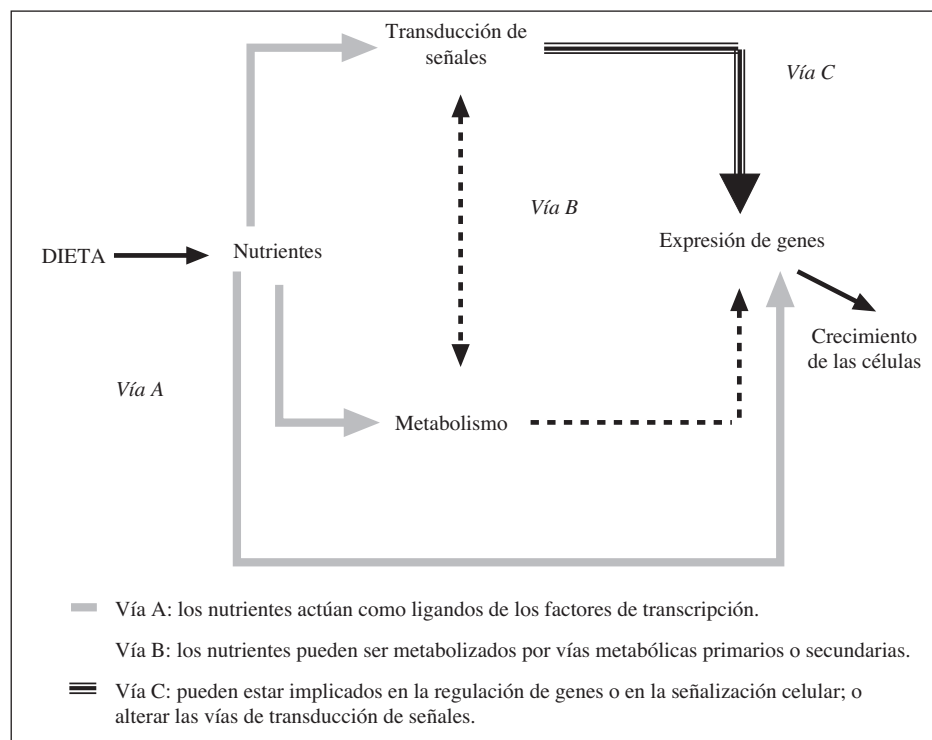 Transducción de
señales
Vía C
Vía B
DIETA
Nutrientes
Expresión de genes
Crecimiento
de las células
Vía A
Metabolismo
Vía A: los nutrientes actúan como ligandos de los factores de transcripción.
Vía B: los nutrientes pueden ser metabolizados por vías metabólicas primarios o secundarias.
Vía C: pueden estar implicados en la regulación de genes o en la señalización celular; o
alterar las vías de transducción de señales.